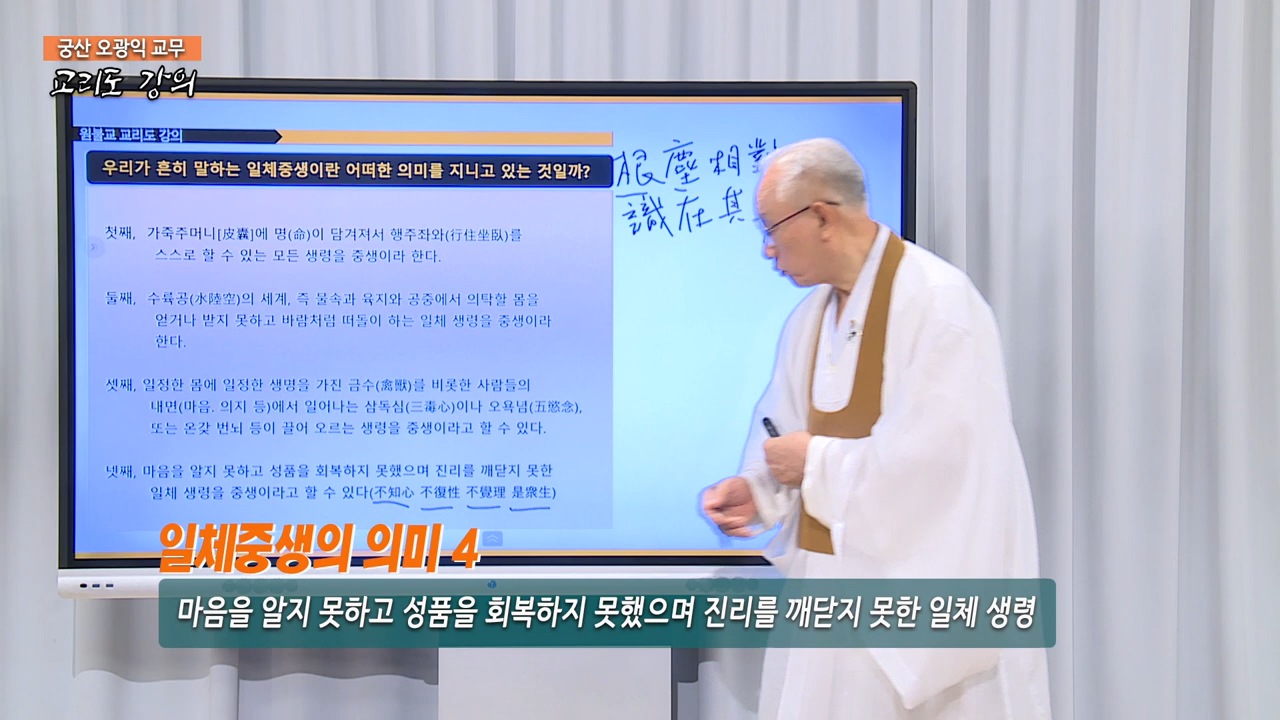 궁산 오광익 교무
교리도 강의
원불교 교리도 강의
우리가 흔히 말하는 일체중생이란 어떠한 의미를 지니고 있는 것일까?
첫째, 가죽주머니[皮囊]에 명(命)이 담겨져서 행주좌와(行住坐臥)를
스스로 할 수 있는 모든 생령을 중생이라 한다.
둘째, 수륙공(水陸空)의 세계, 즉 물속과 육지와 공중에서 의탁할 몸을
얻거나 받지 못하고 바람처럼 떠돌이 하는 일체 생령을 중생이라
한다.
셋째, 일정한 몸에 일정한 생명을 가진 금수(禽獸)를 비롯한 사람들의
내면(마음. 의지 등)에서 일어나는 삼독심(三毒心)이나 오욕념(五慾念),
또는 온갖 번뇌 등이 끌어 오르는 생령을 중생이라고 할 수 있다.
넷째, 마음을 알지 못하고 성품을 회복하지 못했으며 진리를 깨닫지 못한
일체 생령을 중생이라고 할 수 있다(不知心 不復性 不覺理 是衆生)
根塵相對
識在其
일체중생의 의미 4
마음을 알지 못하고 성품을 회복하지 못했으며 진리를 깨닫지 못한 일체 생령